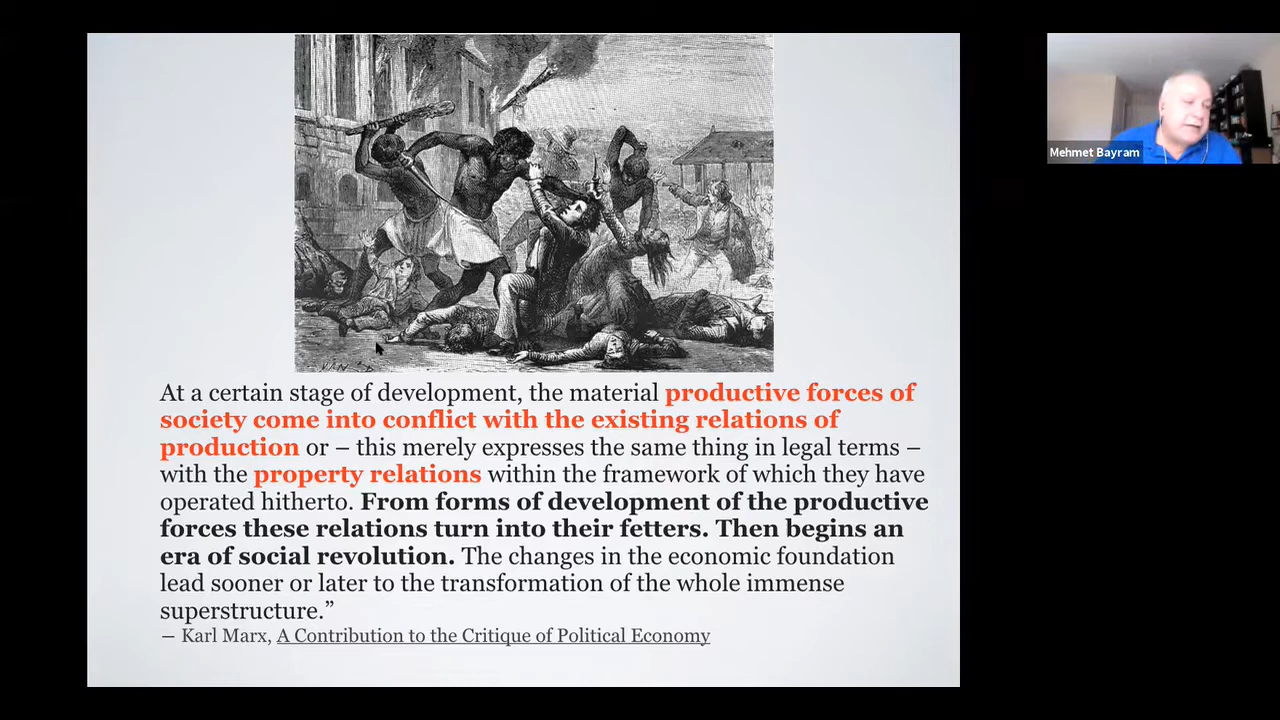 Mehmet Bayram
At a certain stage of development, the material productive forces of
society come into conflict with the existing relations of
production or – this merely expresses the same thing in legal terms –
with the property relations within the framework of which they have
operated hitherto. From forms of development of the productive
forces these relations turn into their fetters. Then begins an
era of social revolution. The changes in the economic foundation
lead sooner or later to the transformation of the whole immense
superstructure.”
— Karl Marx, A Contribution to the Critique of Political Economy